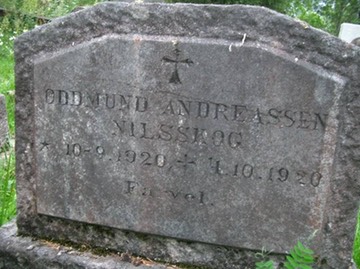 ODDMUND ANDREASSEN
NILSSKOG
* 10-9.1920. + 4.10.1920
Farvel.